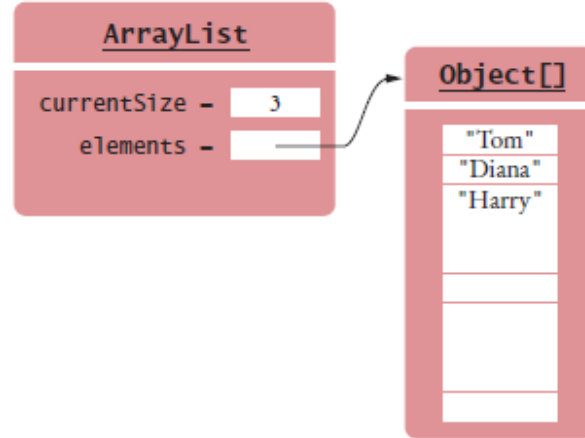 ArrayList
currentSize = 3
elements =
Object[]
"Tom"
"Diana"
"Harry"